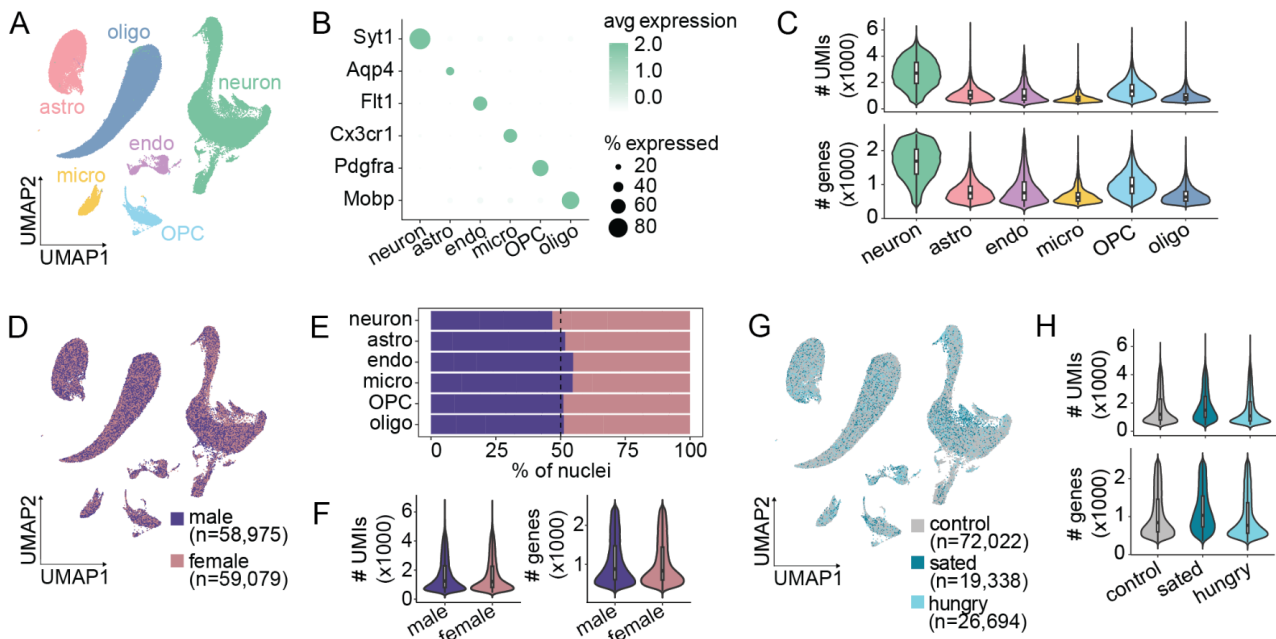 A
oligo
neuron
astro
endo
micro
OPC
UMAP2
UMAP1
B
Syt1
Aqp4
Flt1
Cx3cr1
Pdgfra
Mobp
neuron
astro
endo
micro
OPC
oligo
avg expression
2.0
1.0
0.0
% expressed
20
40
60
80
C
# UMIs
(x1000)
6
4
2
0
# genes
(x1000)
2
1
0
neuron
astro
endo
micro
OPC
oligo
D
UMAP2
UMAP1
male
(n=58,975)
female
(n=59,079)
E
neuron
astro
endo
micro
OPC
oligo
0
25
50
75
100
% of nuclei
F
# UMIs
(x1000)
6
4
2
0
male
female
# genes
(x1000)
2
1
male
female
G
UMAP2
UMAP1
control
(n=72,022)
sated
(n=19,338)
hungry
(n=26,694)
H
# UMIs
(x1000)
6
4
2
0
# genes
(x1000)
2
1
0
control
sated
hungry